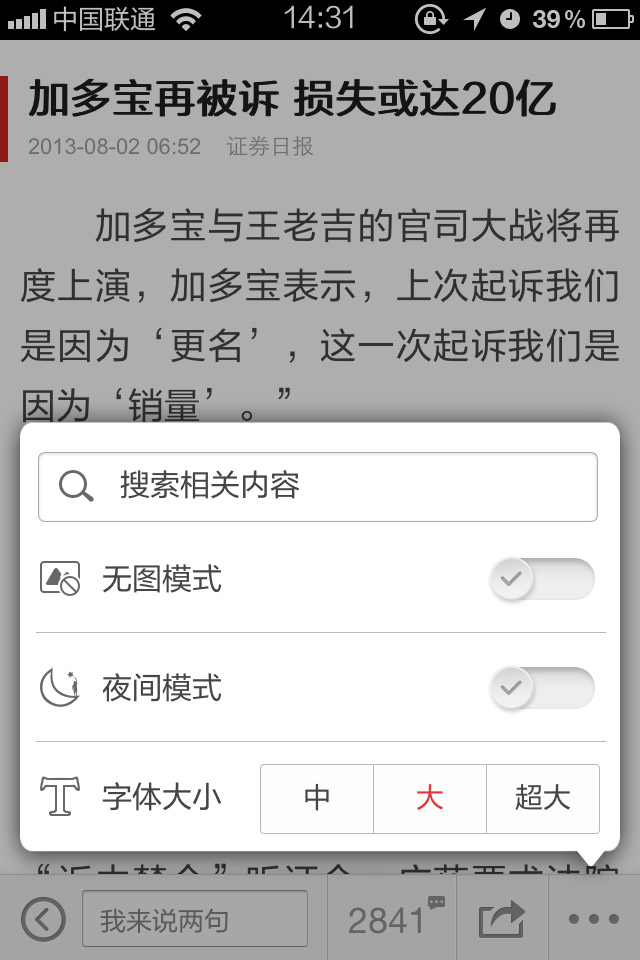 中国联通 14:31 39%
加多宝再被诉 损失或达20亿
2013-08-02 06:52 证券日报
加多宝与王老吉的官司大战将再
度上演，加多宝表示，上次起诉我们
是因为‘更名’，这一次起诉我们是
因为‘销量’。”
搜索相关内容
无图模式
夜间模式
字体大小 中 大 超大
我来说两句 2841